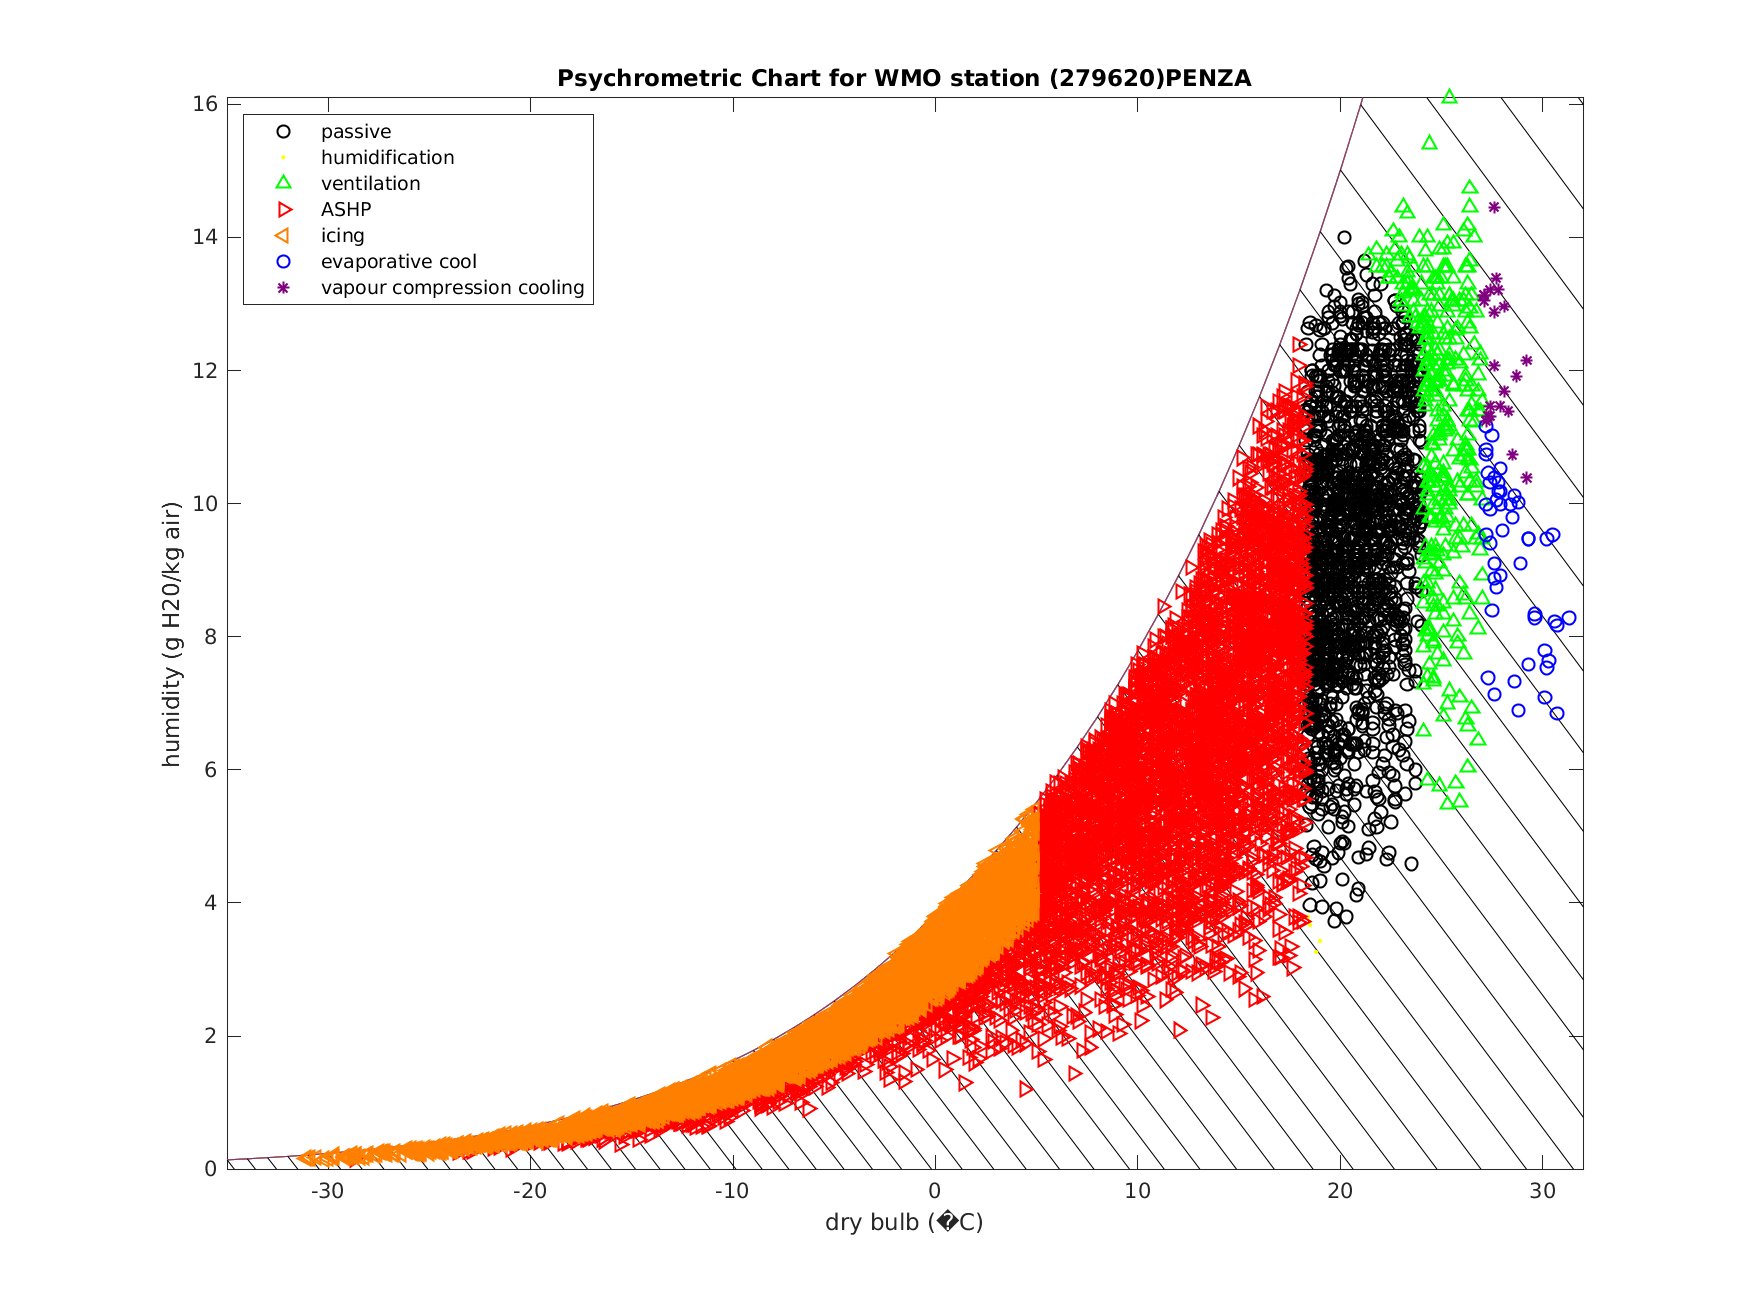 Psychrometric Chart for WMO station (279620)PENZA
passive
humidification
ventilation
ASHP
icing
evaporative cool
vapour compression cooling
humidity (g H20/kg air)
16
14
12
10
8
6
4
2
0
-30
-20
-10
0
10
20
30
dry bulb (�C)